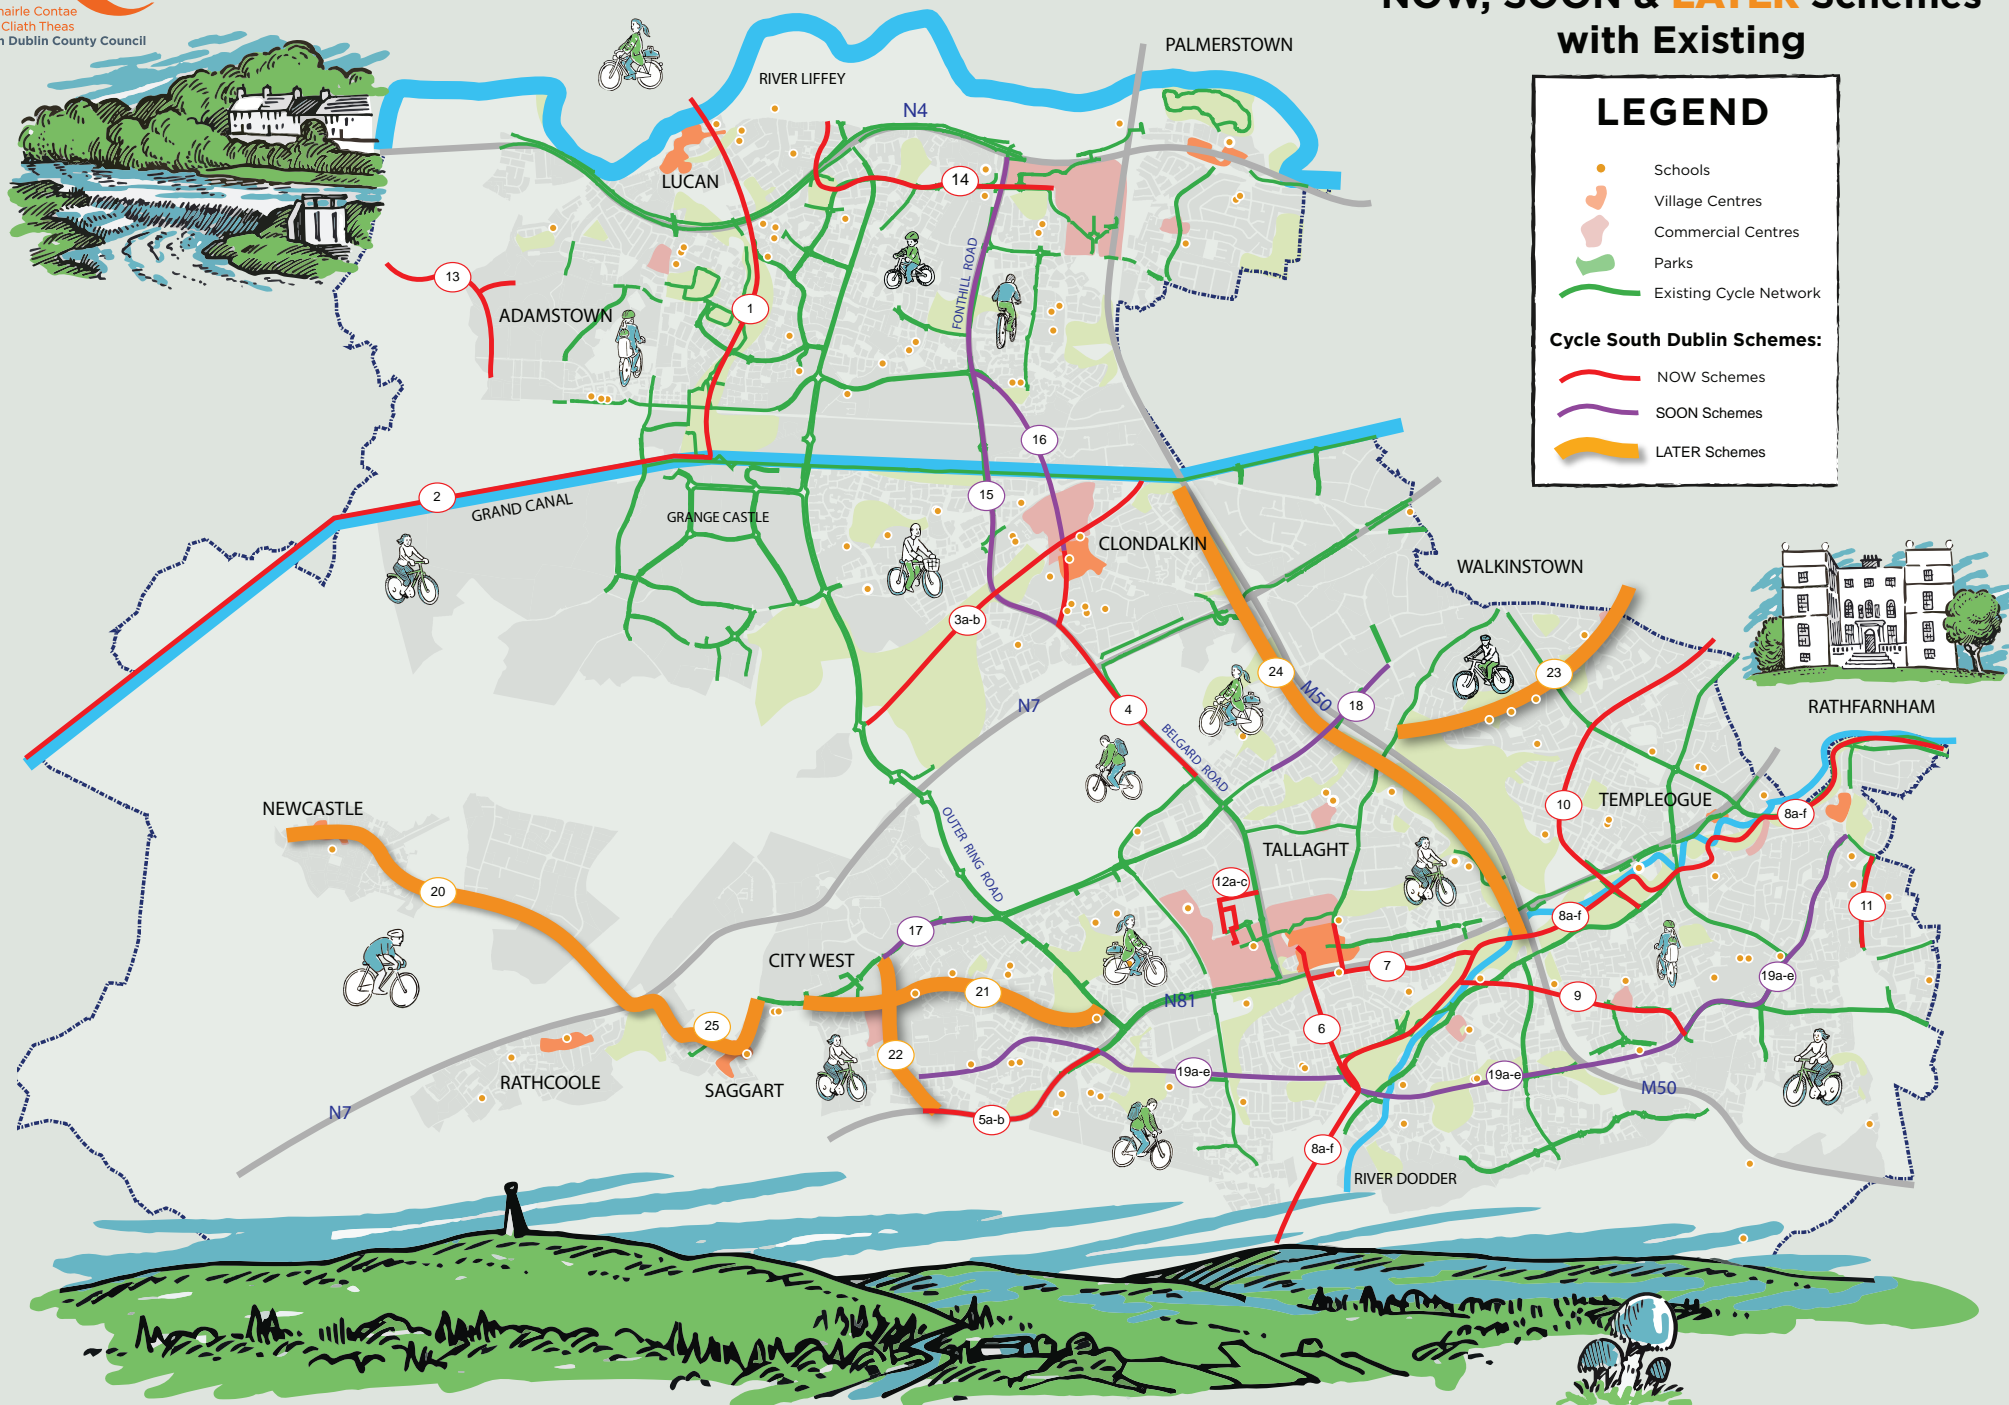 Cliath Theas
Dublin County Council
NOW, SOON & LATER Schemes
with Existing
LEGEND
Schools
Village Centres
Commercial Centres
Parks
Existing Cycle Network
Cycle South Dublin Schemes:
NOW Schemes
SOON Schemes
LATER Schemes
PALMERSTOWN
RIVER LIFFEY
N4
LUCAN
14
13
ADAMSTOWN
1
FONTHILL ROAD
16
2
GRAND CANAL
GRANGE CASTLE
15
CLONDALKIN
WALKINSTOWN
3a-b
24
23
M50
18
N7
4
BELGARD ROAD
RATHFARNHAM
NEWCASTLE
10
TEMPLEOGUE
8a-f
OUTER RING ROAD
TALLAGHT
20
12a-c
11
8a-f
17
CITY WEST
7
19a-e
21
N81
9
25
6
22
RATHCOOLE
SAGGART
19a-e
19a-e
M50
N7
5a-b
8a-f
RIVER DODDER